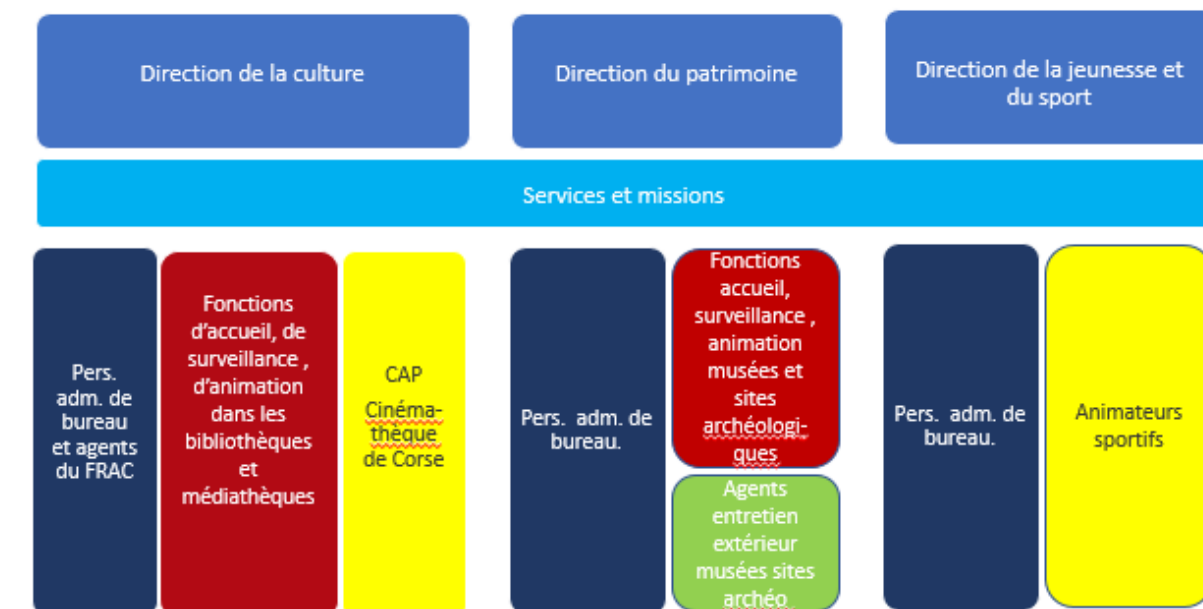 Direction de la culture
Direction du patrimoine
Direction de la jeunesse et
du sport
Services et missions
Pers.
adm. de
bureau
et agents
du FRAC
Fonctions
d'accueil, de
surveillance ,
d'animation
dans les
bibliothèques
et
médiathèques
CAP
Cinéma-
thèque
de Corse
Pers. adm. de
bureau.
Fonctions
accueil,
surveillance ,
animation
musées et
sites
archéologi-
ques
Agents
entretien
extérieur
musées sites
archéo
Pers. adm. de
bureau.
Animateurs
sportifs